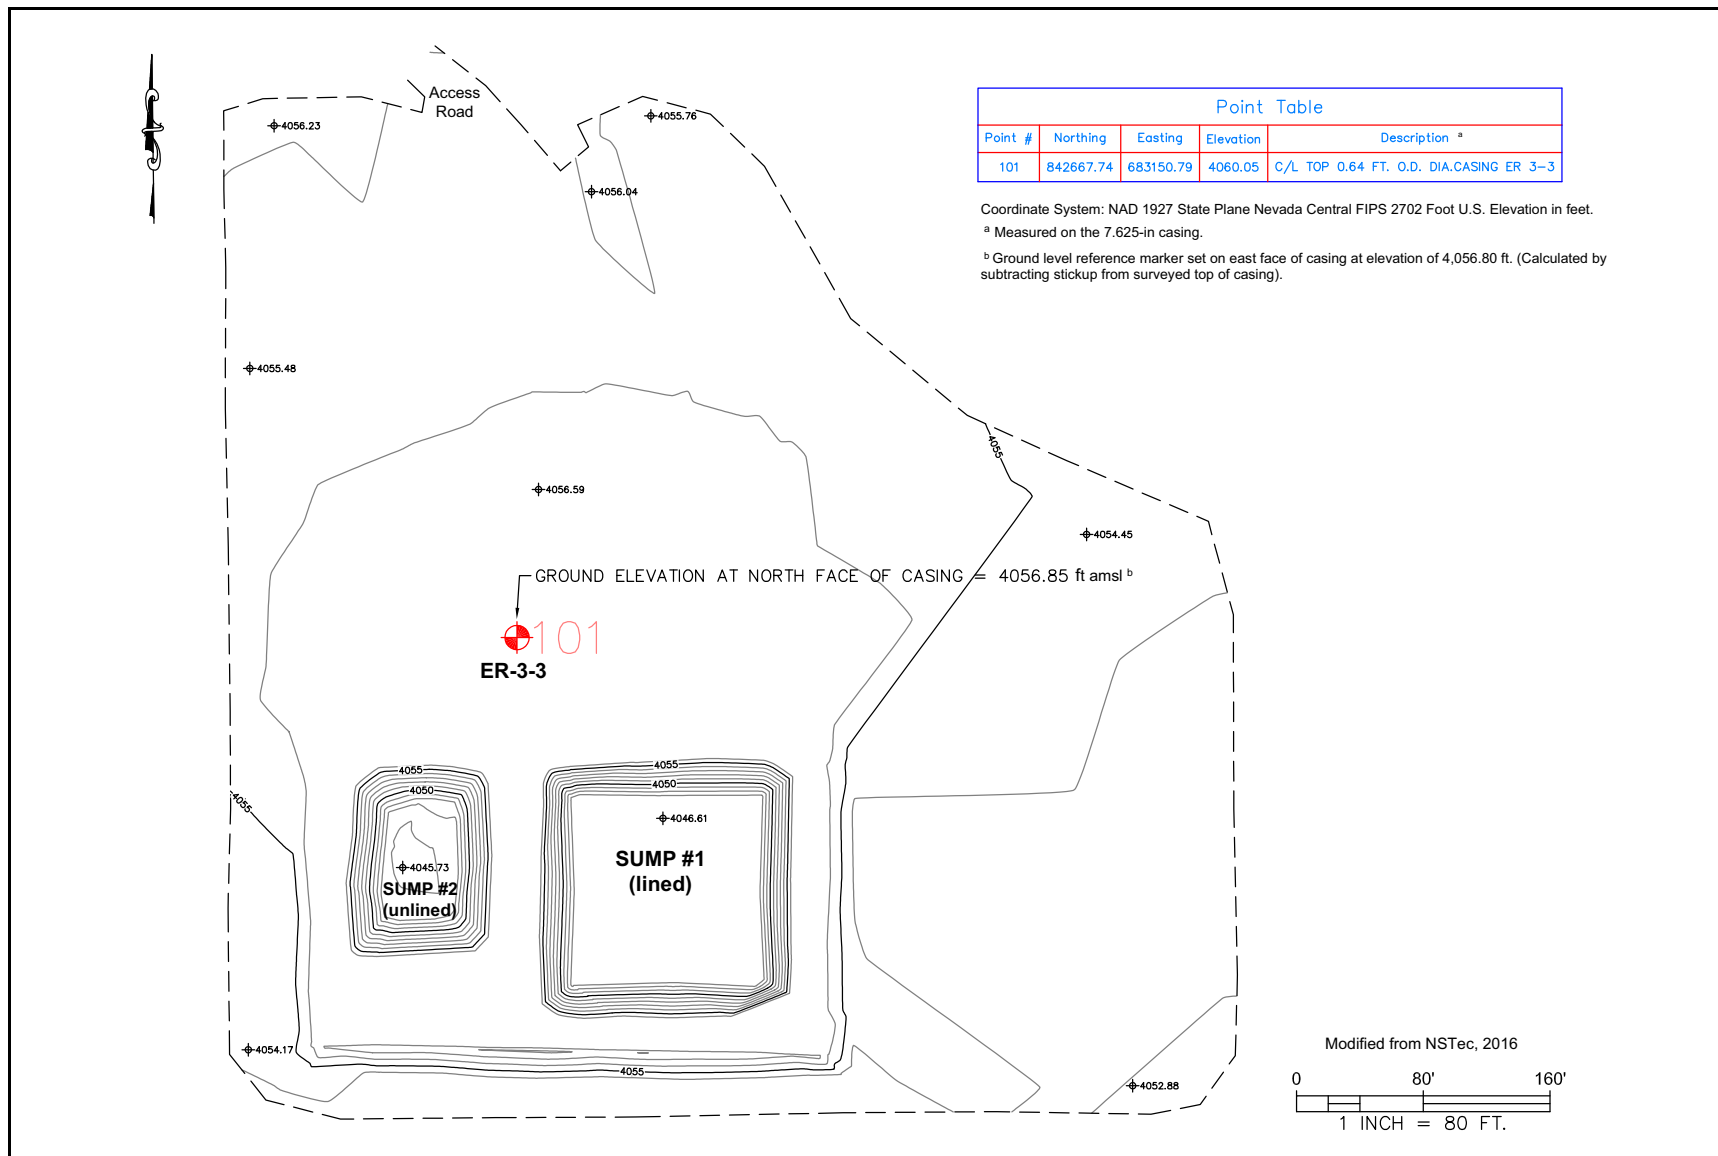 Access
Road
4056.23
4055.76
4056.04
Point Table
Point # Northing Easting Elevation Description a
101 842667.74 683150.79 4060.05 C/L TOP 0.64 FT. O.D. DIA.CASING ER 3-3
Coordinate System: NAD 1927 State Plane Nevada Central FIPS 2702 Foot U.S. Elevation in feet.
a Measured on the 7.625-in casing.
b Ground level reference marker set on east face of casing at elevation of 4,056.80 ft. (Calculated by
subtracting stickup from surveyed top of casing).
4055.48
4055
4056.59
4054.45
GROUND ELEVATION AT NORTH FACE OF CASING = 4056.85 ft amsl b
101
ER-3-3
4055
4055
4055
4050
4050
4046.61
4045.73
SUMP #1
(lined)
SUMP #2
(unlined)
4054.17
4055
4052.88
Modified from NSTec, 2016
0 80' 160'
1 INCH = 80 FT.